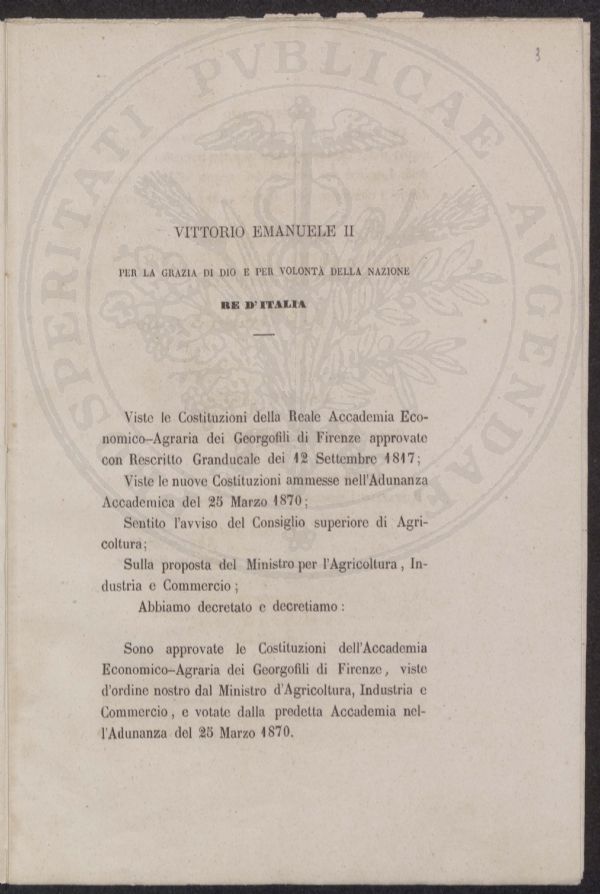 3
PROSPERITATI PVBLICAE AVGENDAE
VITTORIO EMANUELE II
PER LA GRAZIA DI DIO E PER VOLONTÀ DELLA NAZIONE
RE D'ITALIA
Viste le Costituzioni della Reale Accademia Eco-
nomico-Agraria dei Georgofili di Firenze approvate
con Rescritto Granducale dei 12 Settembre 1817;
Viste le nuove Costituzioni ammesse nell'Adunanza
Accademica del 25 Marzo 1870;
Sentito l'avviso del Consiglio superiore di Agri-
coltura;
Sulla proposta del Ministro per l'Agricoltura, In-
dustria e Commercio;
Abbiamo decretato e decretiamo:
Sono approvate le Costituzioni dell'Accademia
Economico-Agraria dei Georgofili di Firenze, viste
d'ordine nostro dal Ministro d'Agricoltura, Industria e
Commercio, e votate dalla predetta Accademia nel-
l'Adunanza del 25 Marzo 1870.